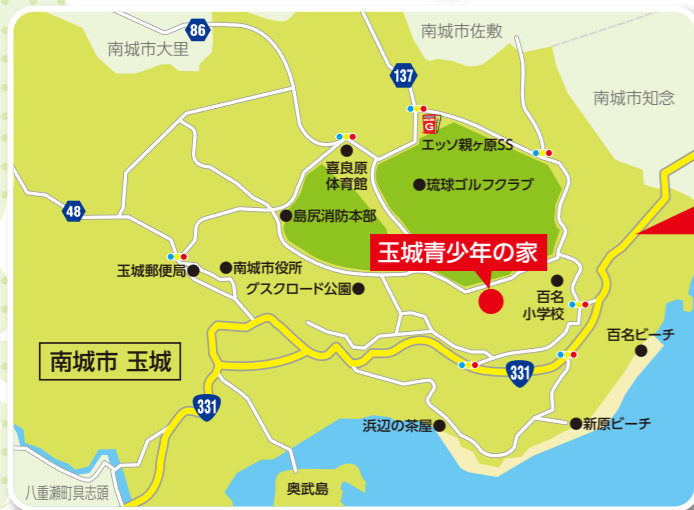 86
南城市大里
南城市佐敷
137
南城市知念
G
エッソ親ヶ原SS
喜良原
体育館
琉球ゴルフクラブ
48
島尻消防本部
玉城青少年の家
玉城郵便局
南城市役所
グスクロード公園
百名
小学校
百名ビーチ
南城市 玉城
331
331
浜辺の茶屋
新原ビーチ
八重瀬町具志頭
奥武島